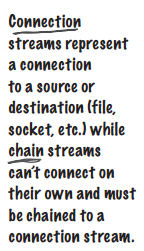 Connection
streams represent
a connection
to a source or
destination (file,
socket, etc.) while
chain streams
can't connect on
their own and must
be chained to a
connection stream.